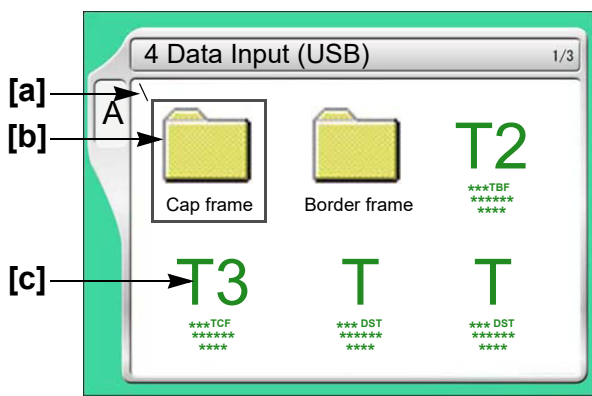 4 Data Input (USB)
1/3
[a]
\
A
[b]
Cap frame
Border frame
T2
***TBF
******
****
[c]
T3
***TCF
******
****
T
*** DST
******
****
T
*** DST
******
****